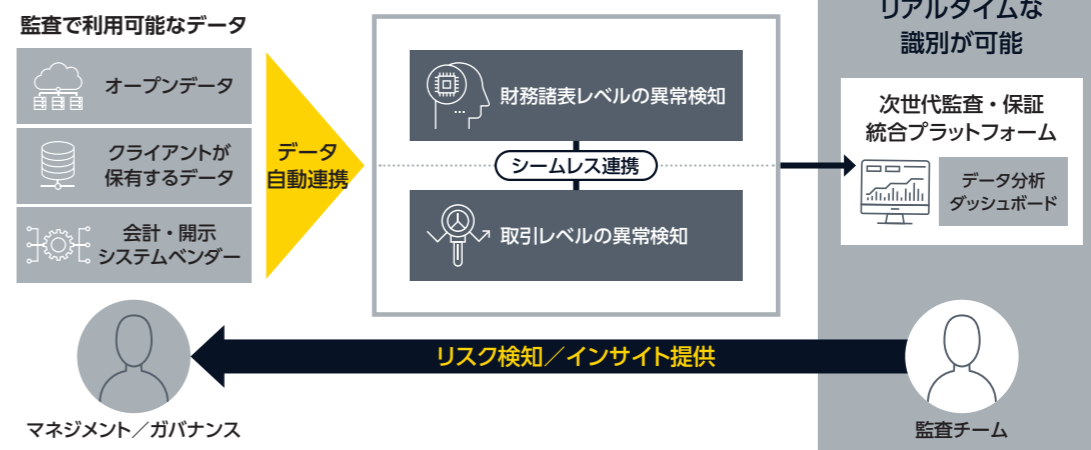 監査で利用可能なデータ
オープンデータ
クライアントが
保有するデータ
会計・開示
システムベンダー
データ
自動連携
財務諸表レベルの異常検知
シームレス連携
取引レベルの異常検知
リアルタイムな
識別が可能
次世代監査・保証
統合プラットフォーム
データ分析
ダッシュボード
リスク検知／インサイト提供
マネジメント／ガバナンス
監査チーム